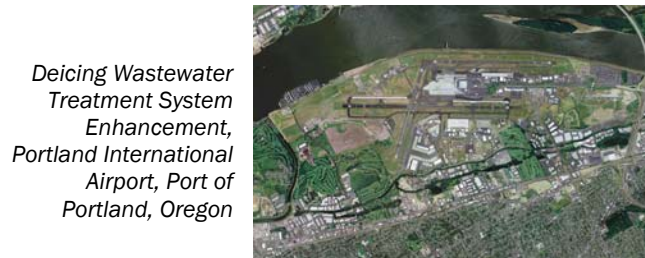 Deicing Wastewater
Treatment System
Enhancement,
Portland International
Airport, Port of
Portland, Oregon